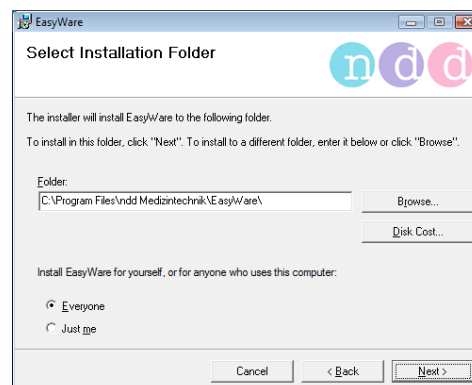 EasyWare
Select Installation Folder
ndd
The installer will install EasyWare to the following folder.
To install in this folder, click "Next". To install to a different folder, enter it below or click "Browse".
Folder:
C:\Program Files\ndd Medizintechnik\EasyWare\
Browse...
Disk Cost...
Install EasyWare for yourself, or for anyone who uses this computer:
Everyone
Just me
Cancel < Back Next >